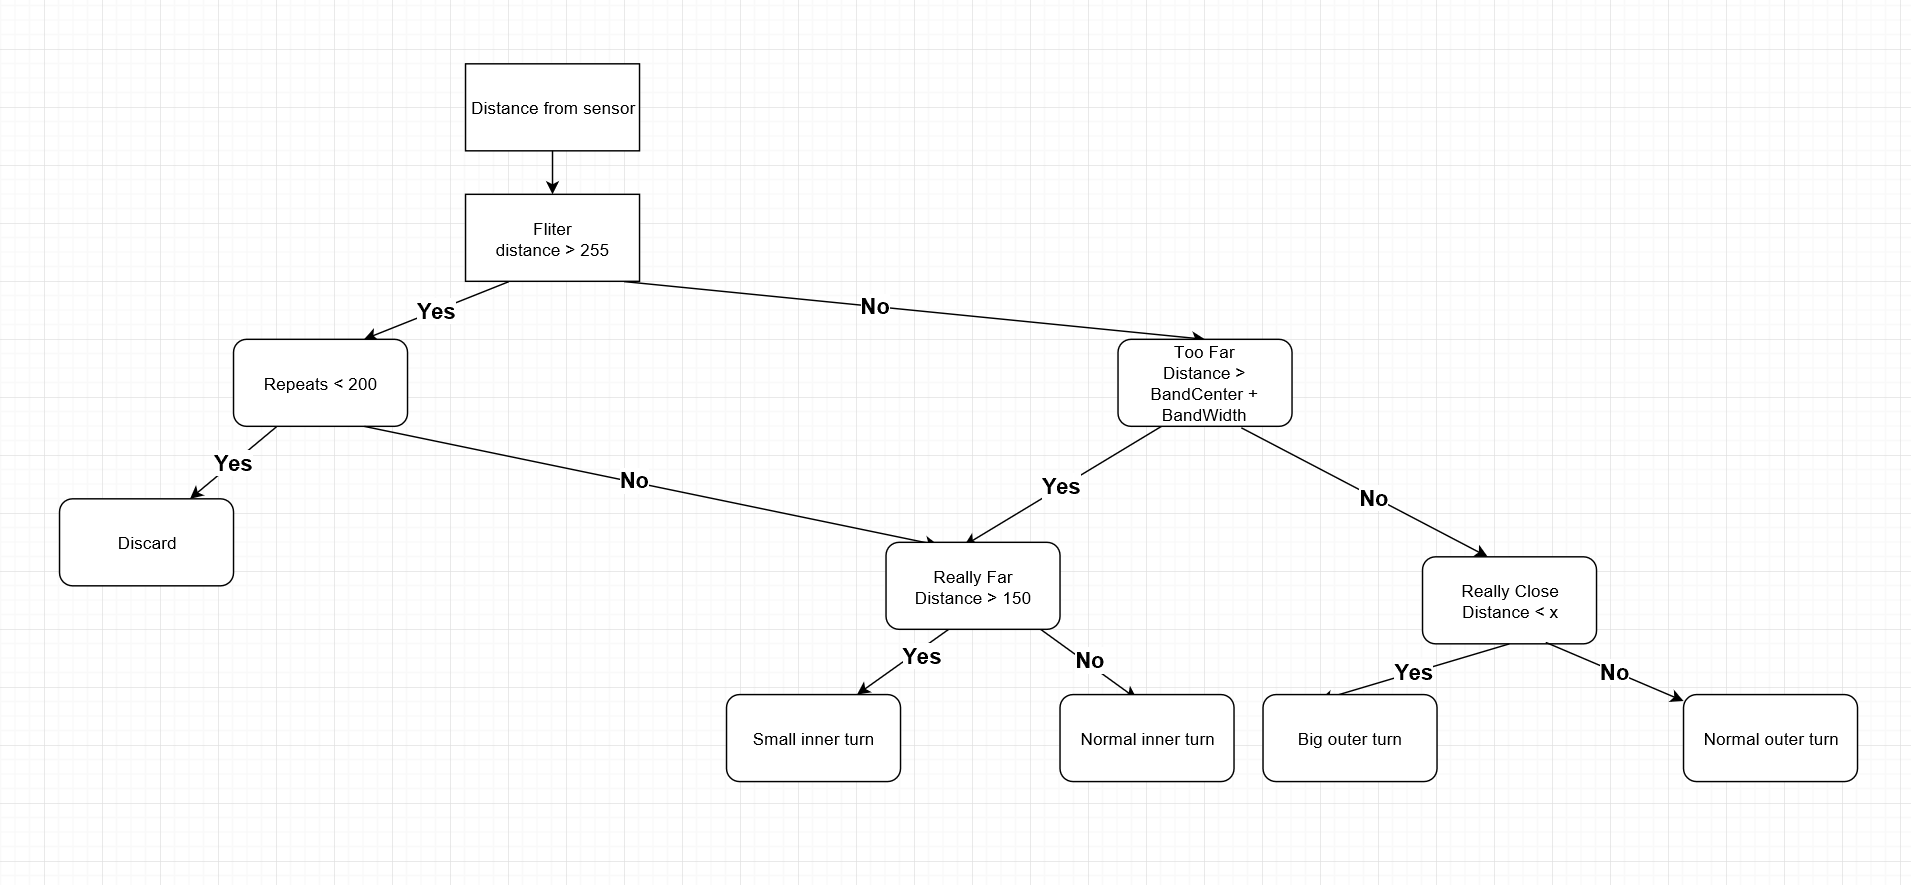 Distance from sensor
Fliter
distance > 255
Yes
No
Repeats < 200
Too Far
Distance >
BandCenter +
BandWidth
Yes
No
Yes
No
Discard
Really Far
Distance > 150
Really Close
Distance < x
Yes
No
Yes
No
Small inner turn
Normal inner turn
Big outer turn
Normal outer turn